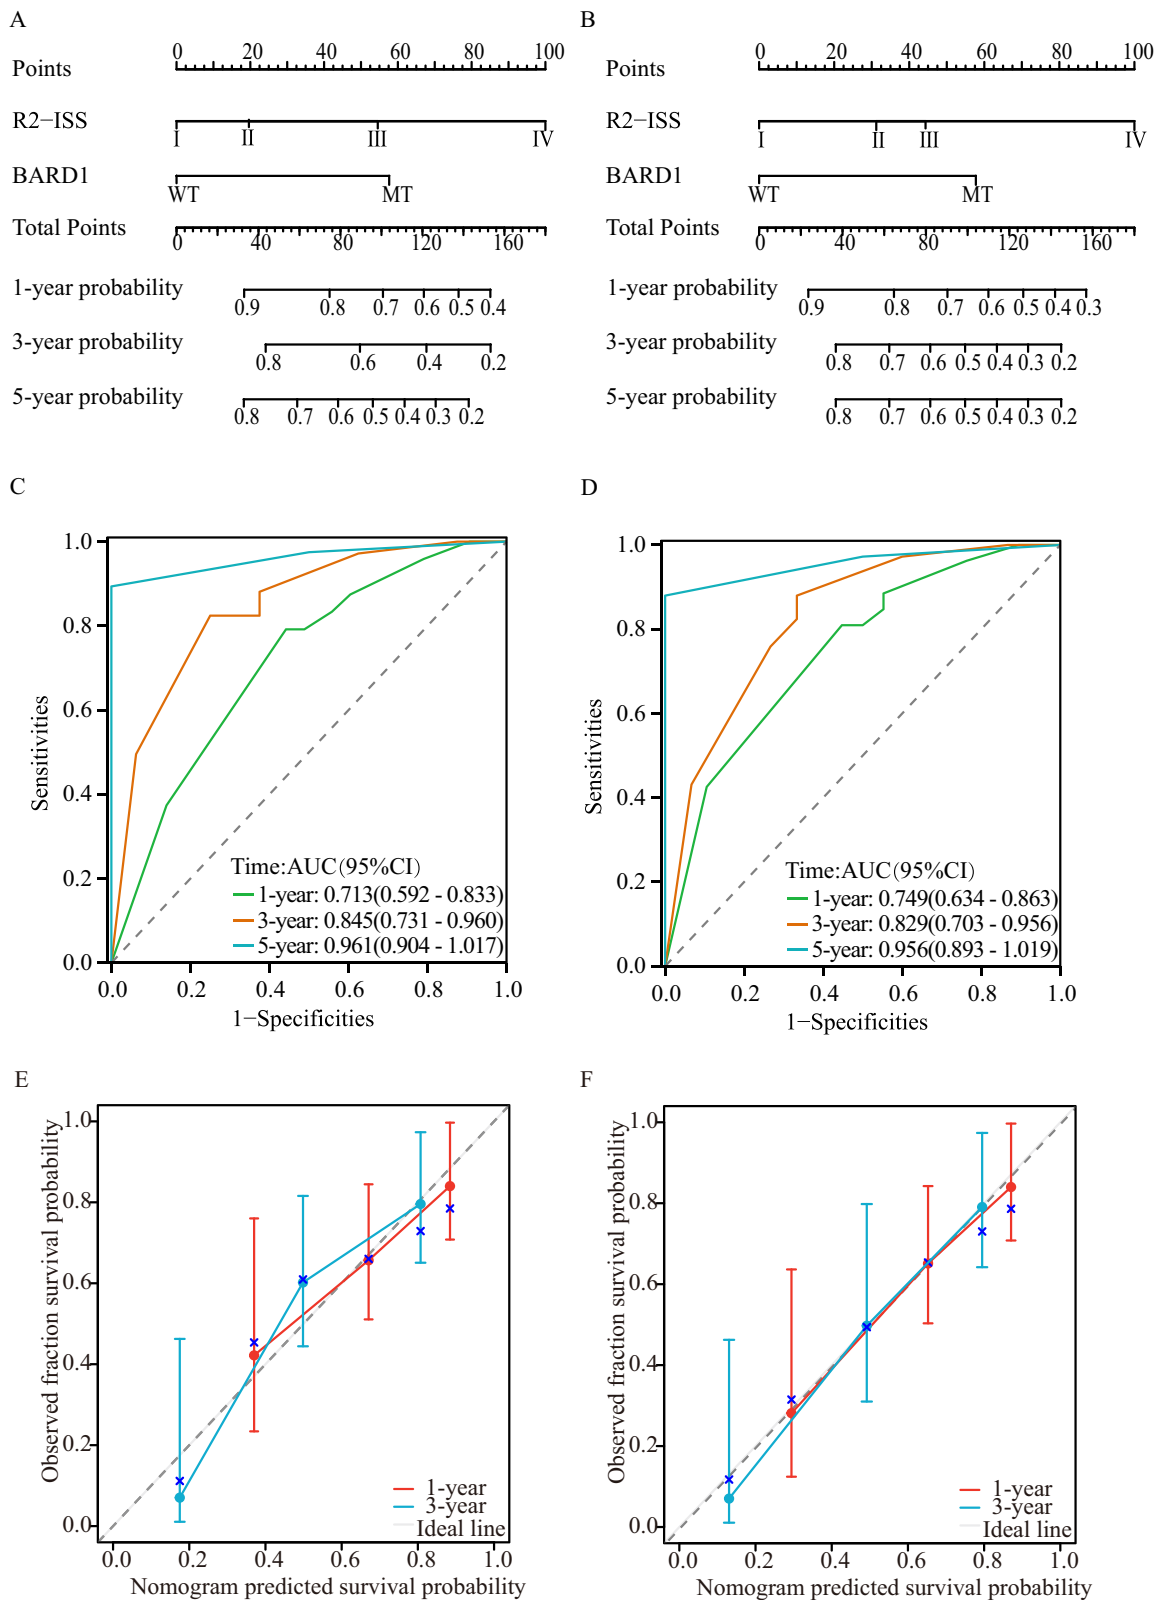 A
Points
0 20 40 60 80 100
R2−ISS
I II III IV
BARD1
WT MT
Total Points
0 40 80 120 160
1-year probability
0.9 0.8 0.7 0.6 0.5 0.4
3-year probability
0.8 0.6 0.4 0.2
5-year probability
0.8 0.7 0.6 0.5 0.4 0.3 0.2
B
Points
0 20 40 60 80 100
R2−ISS
I II III IV
BARD1
WT MT
Total Points
0 40 80 120 160
1-year probability
0.9 0.8 0.7 0.6 0.5 0.4 0.3
3-year probability
0.8 0.7 0.6 0.5 0.4 0.3 0.2
5-year probability
0.8 0.7 0.6 0.5 0.4 0.3 0.2
C
Sensitivities
1.0
0.8
0.6
0.4
0.2
0.0
Time:AUC(95%CI)
1-year: 0.713(0.592 - 0.833)
3-year: 0.845(0.731 - 0.960)
5-year: 0.961(0.904 - 1.017)
0.0 0.2 0.4 0.6 0.8 1.0
1−Specificities
D
Sensitivities
1.0
0.8
0.6
0.4
0.2
0.0
Time:AUC(95%CI)
1-year: 0.749(0.634 - 0.863)
3-year: 0.829(0.703 - 0.956)
5-year: 0.956(0.893 - 1.019)
0.0 0.2 0.4 0.6 0.8 1.0
1−Specificities
E
Observed fraction survival probability
1.0
0.8
0.6
0.4
0.2
0.0
1-year
3-year
Ideal line
0.0 0.2 0.4 0.6 0.8 1.0
Nomogram predicted survival probability
F
Observed fraction survival probability
1.0
0.8
0.6
0.4
0.2
0.0
1-year
3-year
Ideal line
0.0 0.2 0.4 0.6 0.8 1.0
Nomogram predicted survival probability